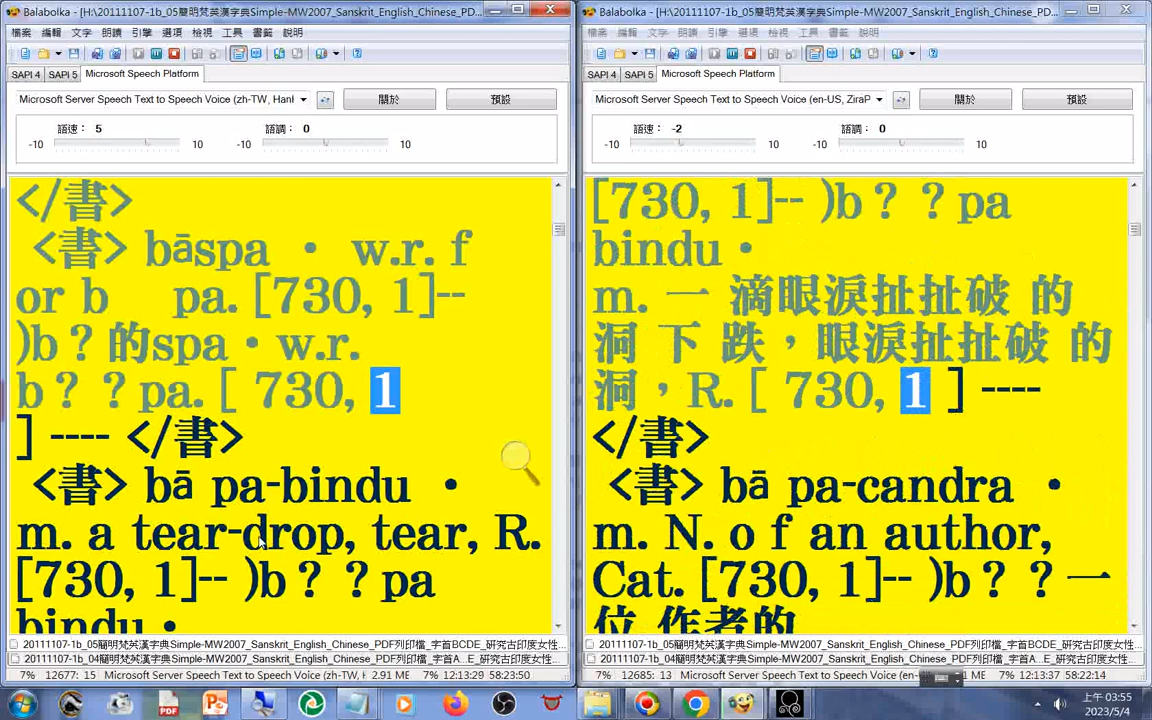 Balabolka - [H:\20111107-1b_05簡明梵英漢字典Simple-MW2007_Sanskrit_English_Chinese_PD...
檔案 編輯 文字 朗讀 引擎 選項 檢視 工具 書籤 說明
SAPI 4 SAPI 5 Microsoft Speech Platform
Microsoft Server Speech Text to Speech Voice (zh-TW, HanH
關於 預設
語速： 5 語調： 0
-10 10 -10 10
</書>
<書> bāspa • w.r. f
or b pa. [730, 1]--
)b？的spa • w.r.
b？？pa. [ 730, 1
] ---- </書>
<書> bā pa-bindu •
m. a tear-drop, tear, R.
[730, 1]-- )b？？pa
bindu •
20111107-1b_05簡明梵英漢字典Simple-MW2007_Sanskrit_English_Chinese_PDF列印檔_字首BCDE_研究古印度女性...
20111107-1b_04簡明梵英漢字典Simple-MW2007_Sanskrit_English_Chinese_PDF列印檔_字首A...E_研究古印度女性...
7% 12677: 15 Microsoft Server Speech Text to Speech Voice (zh-TW, H 2.91 MB 7% 12:13:29 58:23:50
Balabolka - [H:\20111107-1b_05簡明梵英漢字典Simple-MW2007_Sanskrit_English_Chinese_PD...
檔案 編輯 文字 朗讀 引擎 選項 檢視 工具 書籤 說明
SAPI 4 SAPI 5 Microsoft Speech Platform
Microsoft Server Speech Text to Speech Voice (en-US, ZiraP
關於 預設
語速： -2 語調： 0
-10 10 -10 10
[730, 1]-- )b？？pa
bindu •
m. 一 滴眼淚扯扯破 的
洞 下 跌，眼淚扯扯破 的
洞，R. [ 730, 1 ] ----
</書>
<書> bā pa-candra •
m. N. o f an author,
Cat. [730, 1]-- )b？？一
位 作者的
20111107-1b_05簡明梵英漢字典Simple-MW2007_Sanskrit_English_Chinese_PDF列印檔_字首BCDE_研究古印度女性...
20111107-1b_04簡明梵英漢字典Simple-MW2007_Sanskrit_English_Chinese_PDF列印檔_字首A...E_研究古印度女性...
7% 12685: 13 Microsoft Server Speech Text to Speech Voice (en-US, ME 7% 12:13:37 58:22:14
上午 03:55
2023/5/4